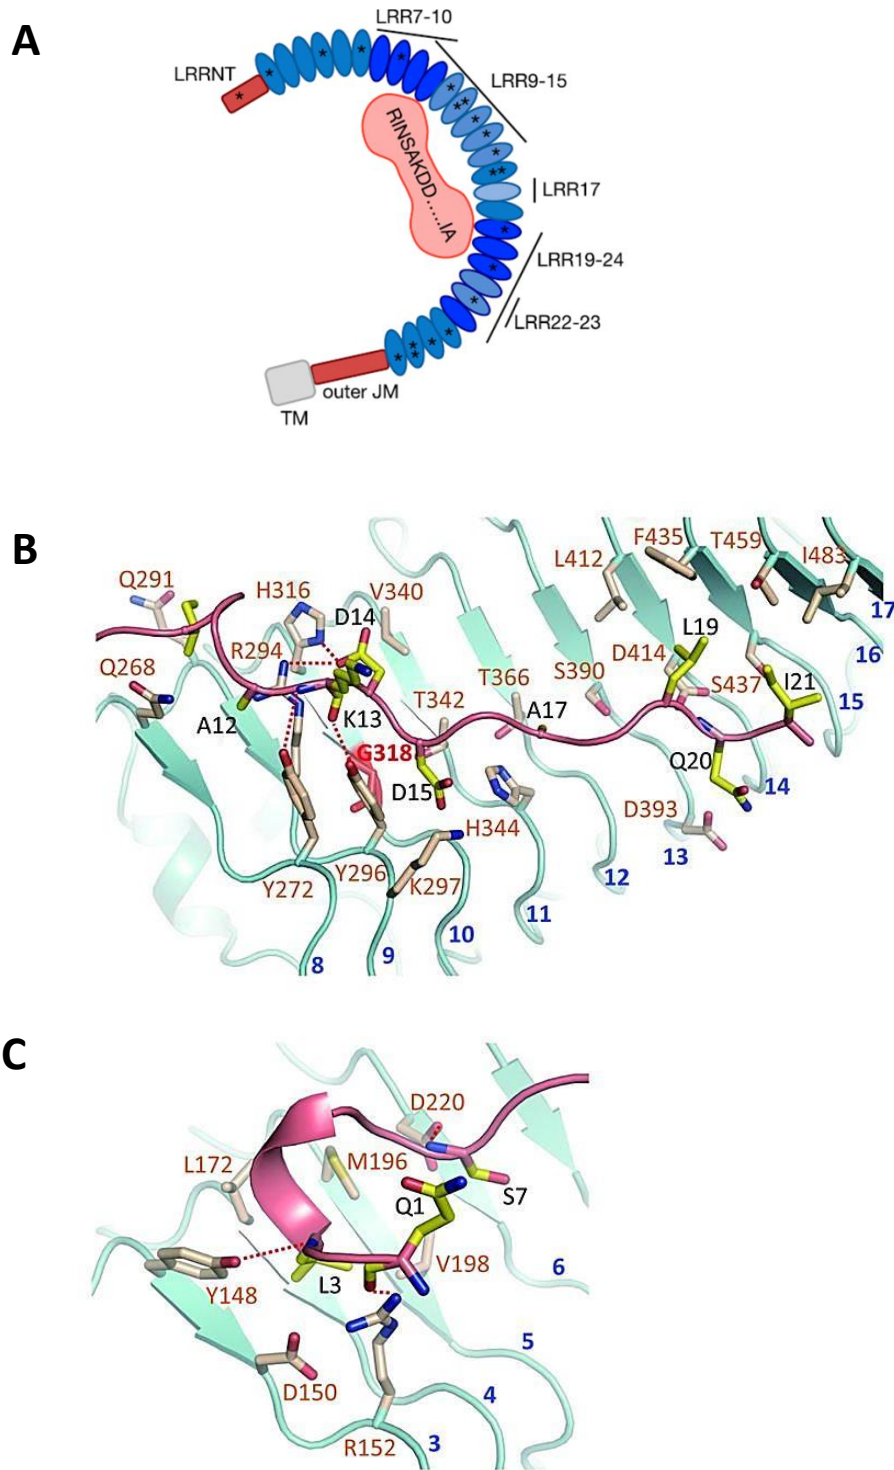 A
LRR7-10
LRRNT
LRR9-15
RINSAKDD......IA
LRR17
LRR19-24
LRR22-23
outer JM
TM
B
Q291
H316
V340
D14
L412
F435
T459
I483
17
Q268
R294
L19
16
A12
K13
T342
T366
S390
D414
S437
I21
15
A17
G318
Q20
D15
14
H344
D393
13
Y272
Y296
K297
12
11
10
9
8
C
D220
L172
M196
Q1
S7
V198
6
Y148
L3
5
D150
4
R152
3